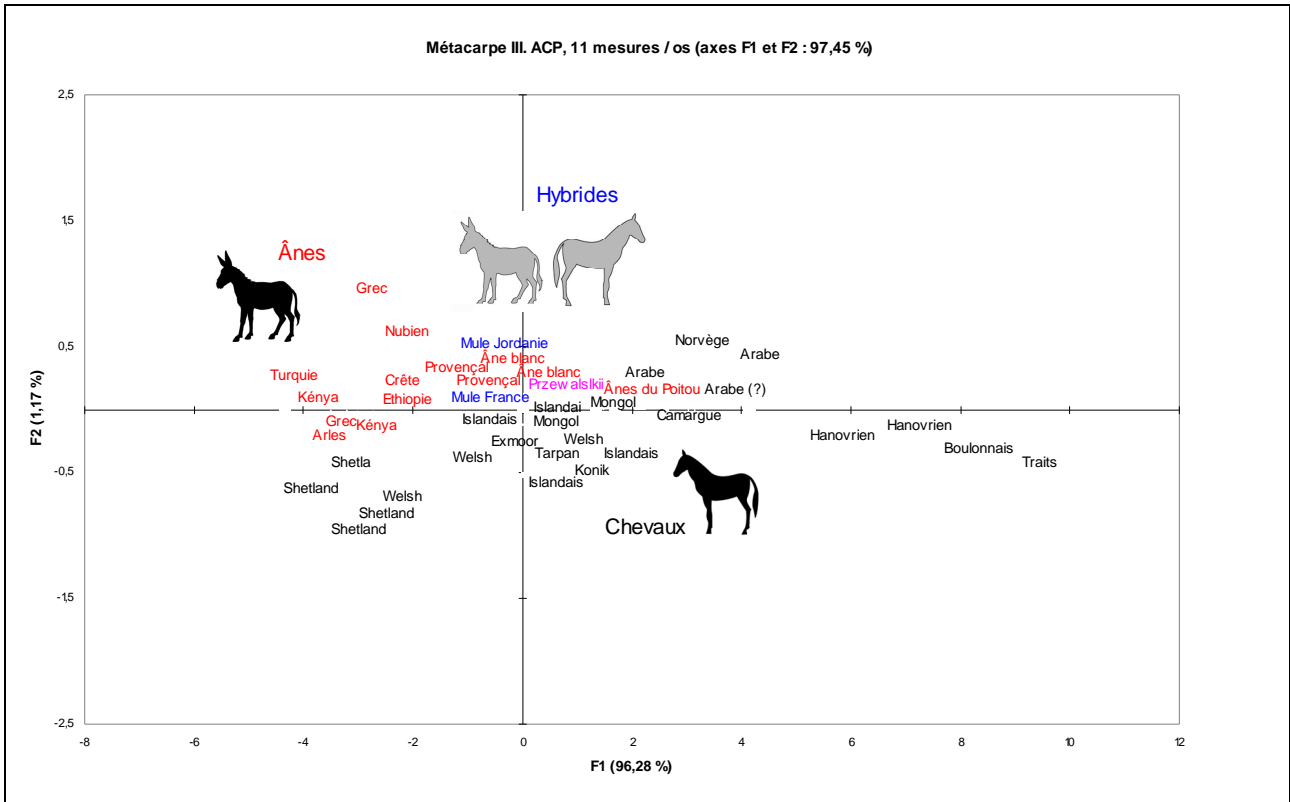 Métacarpe III. ACP, 11 mesures / os (axes F1 et F2 : 97,45 %)
2,5
1,5
0,5
-0,5
-1,5
-2,5
F2 (1,17 %)
Hybrides
Ânes
Grec
Nubien
Norvège
Mule Jordanie
Arabe
Âne blanc
Provençal
Âne blanc
Arabe
Turquie
Crête
Provençal
Przewalslkii
Ânes du Poitou
Arabe (?)
Kénya
Ethiopie
Mule France
Mongol
Islandai
Camargue
Grec
Kénya
Islandais
Mongol
Hanovrien
Arles
Hanovrien
Exmoor
Welsh
Boulonnais
Shetla
Welsh
Tarpan
Islandais
Traits
Konik
Shetland
Islandais
Welsh
Shetland
Shetland
Chevaux
-8
-6
-4
-2
0
2
4
6
8
10
12
F1 (96,28 %)